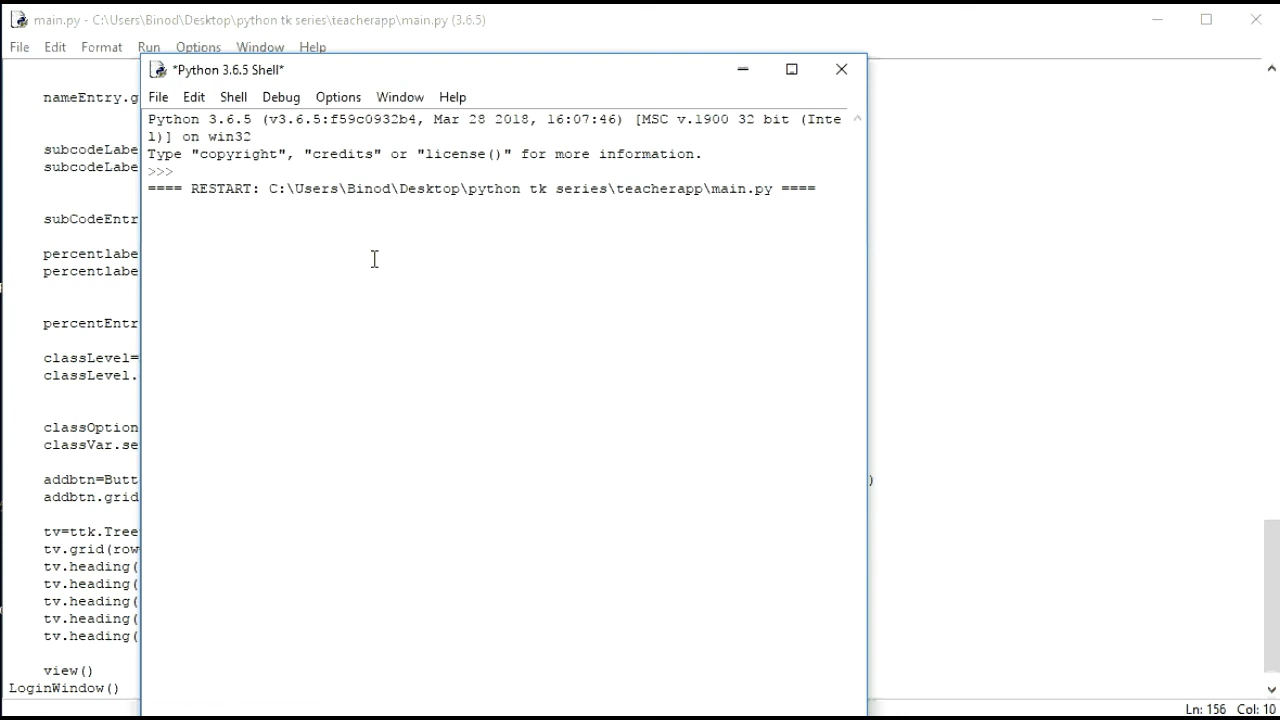 main.py - C:\Users\Binod\Desktop\python tk series\teacherapp\main.py (3.6.5)
File Edit Format Run Options Window Help
*Python 3.6.5 Shell*
File Edit Shell Debug Options Window Help
Python 3.6.5 (v3.6.5:f59c0932b4, Mar 28 2018, 16:07:46) [MSC v.1900 32 bit (Inte
l)] on win32
Type "copyright", "credits" or "license()" for more information.
>>>
==== RESTART: C:\Users\Binod\Desktop\python tk series\teacherapp\main.py ====
nameEntry.g
subcodeLabe
subcodeLabe
subCodeEntr
percentlabe
percentlabe
percentEntr
classLevel=
classLevel.
classOption
classVar.se
addbtn=Butt )
addbtn.grid
tv=ttk.Tree
tv.grid(row
tv.heading(
tv.heading(
tv.heading(
tv.heading(
tv.heading(
view()
LoginWindow()
Ln: 156 Col: 10